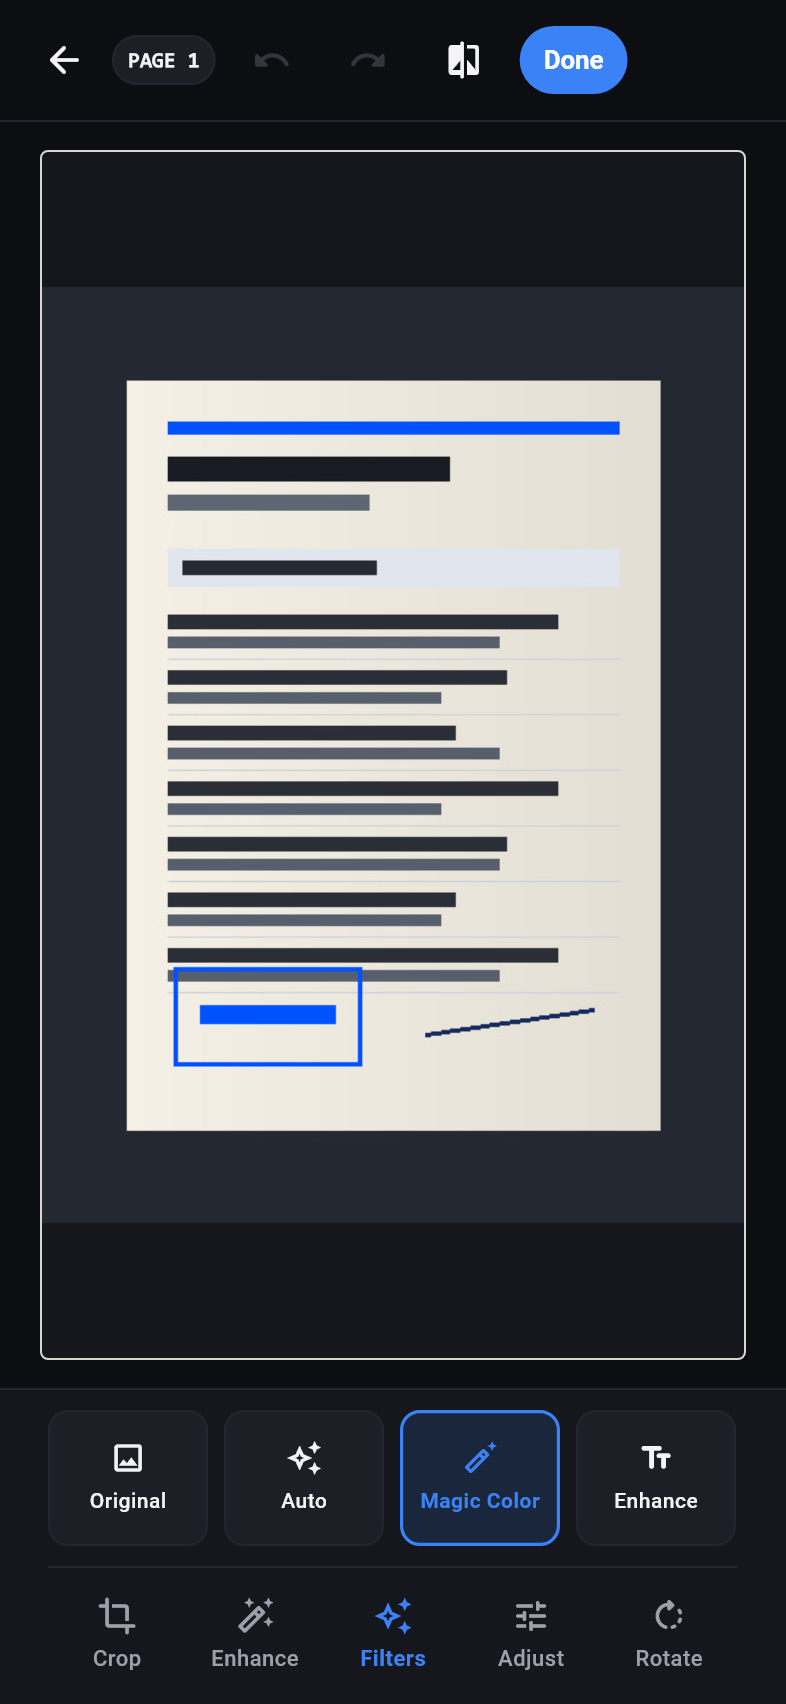 PAGE 1
Done
Original
Auto
Magic Color
Enhance
Crop
Enhance
Filters
Adjust
Rotate